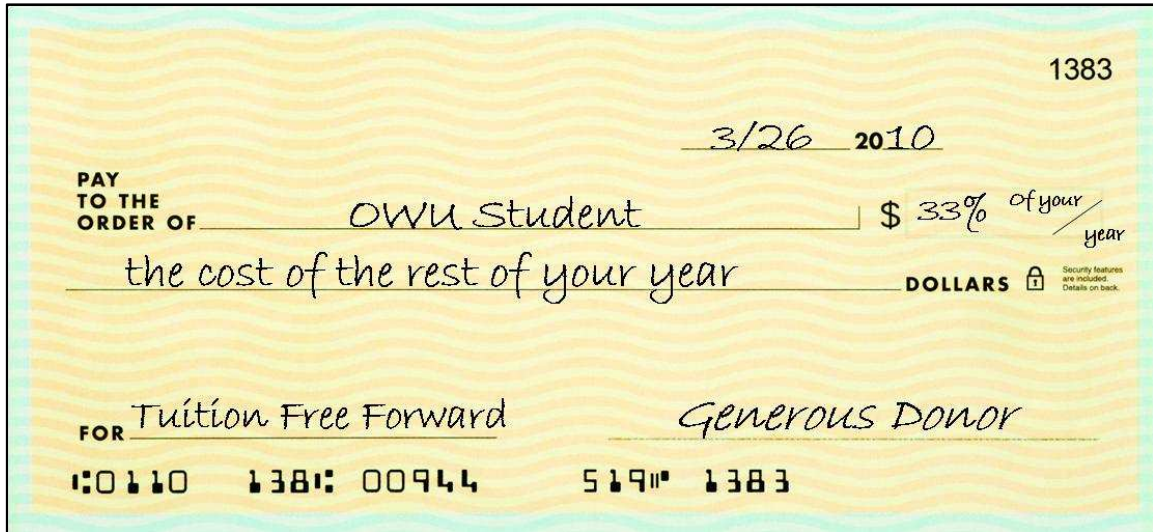 1383
3/26 2010
PAY
TO THE
ORDER OF OWU Student $ 33% of your / year
the cost of the rest of your year DOLLARS
Security features
are included.
Details on back.
FOR Tuition Free Forward Generous Donor
⑆0110 138⑆ 00944 519⑈ 1383